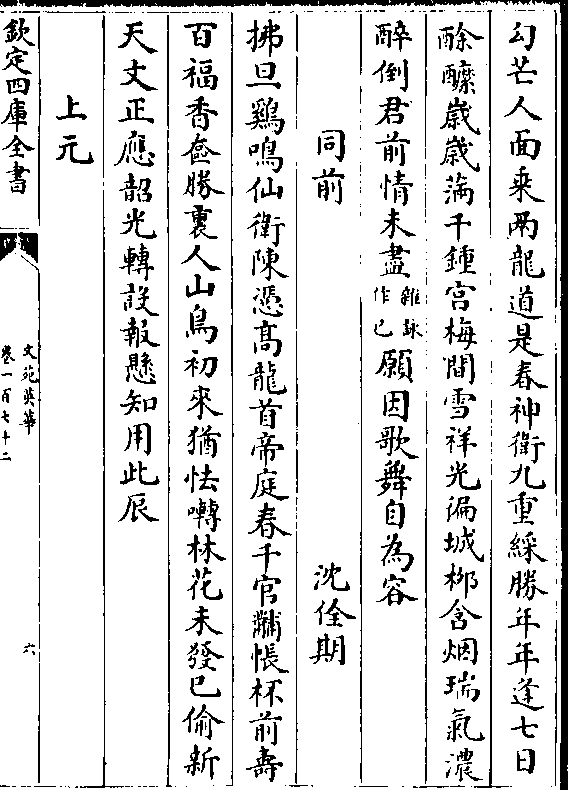 勾芒人面乘兩龍道是春神衛九重綵勝年年逢七日
酴醾歳歳滿千鍾宫梅間雪祥光徧城栁含烟瑞氣濃
醉倒君前情未盡雜詠作已願因歌舞自為容
同前 沈佺期
拂旦鷄鳴仙衛陳憑髙龍首帝庭春千官黼帳杯前壽
百福香奩勝裏人山鳥初來猶怯囀林花未發已偷新
天文正應韶光轉設報懸知用此辰
上元
欽定四庫全書
文苑英華
卷一百七十二
六